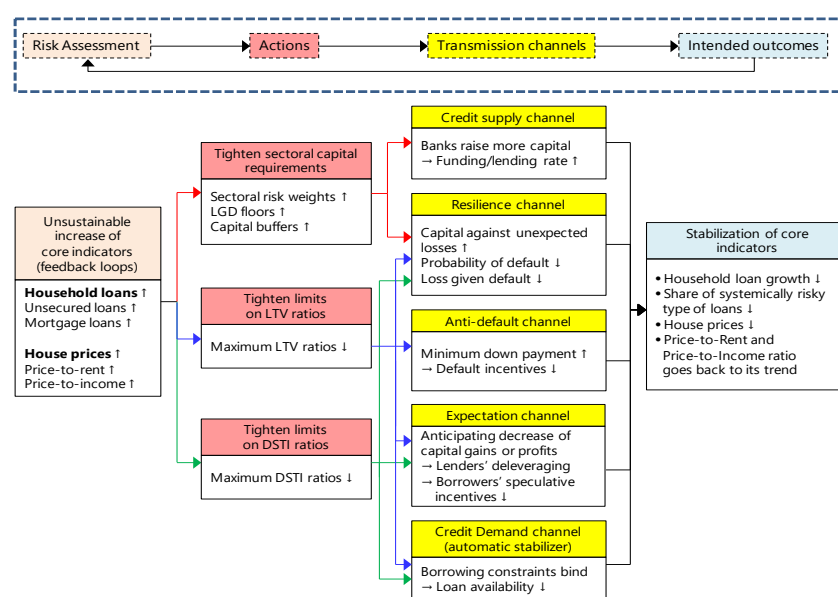 Risk Assessment
Actions
Transmission channels
Intended outcomes
Unsustainable
increase of
core indicators
(feedback loops)
Household loans ↑
Unsecured loans ↑
Mortgage loans ↑
House prices ↑
Price-to-rent ↑
Price-to-income ↑
Tighten sectoral capital
requirements
Sectoral risk weights ↑
LGD floors ↑
Capital buffers ↑
Tighten limits
on LTV ratios
Maximum LTV ratios ↓
Tighten limits
on DSTI ratios
Maximum DSTI ratios ↓
Credit supply channel
Banks raise more capital
→ Funding/lending rate ↑
Resilience channel
Capital against unexpected
losses ↑
Probability of default ↓
Loss given default ↓
Anti-default channel
Minimum down payment ↑
→ Default incentives ↓
Expectation channel
Anticipating decrease of
capital gains or profits
→ Lenders' deleveraging
→ Borrowers' speculative
incentives ↓
Credit Demand channel
(automatic stabilizer)
Borrowing constraints bind
→ Loan availability ↓
Stabilization of core
indicators
• Household loan growth ↓
• Share of systemically risky
type of loans ↓
• House prices ↓
• Price-to-Rent and
Price-to-Income ratio
goes back to its trend